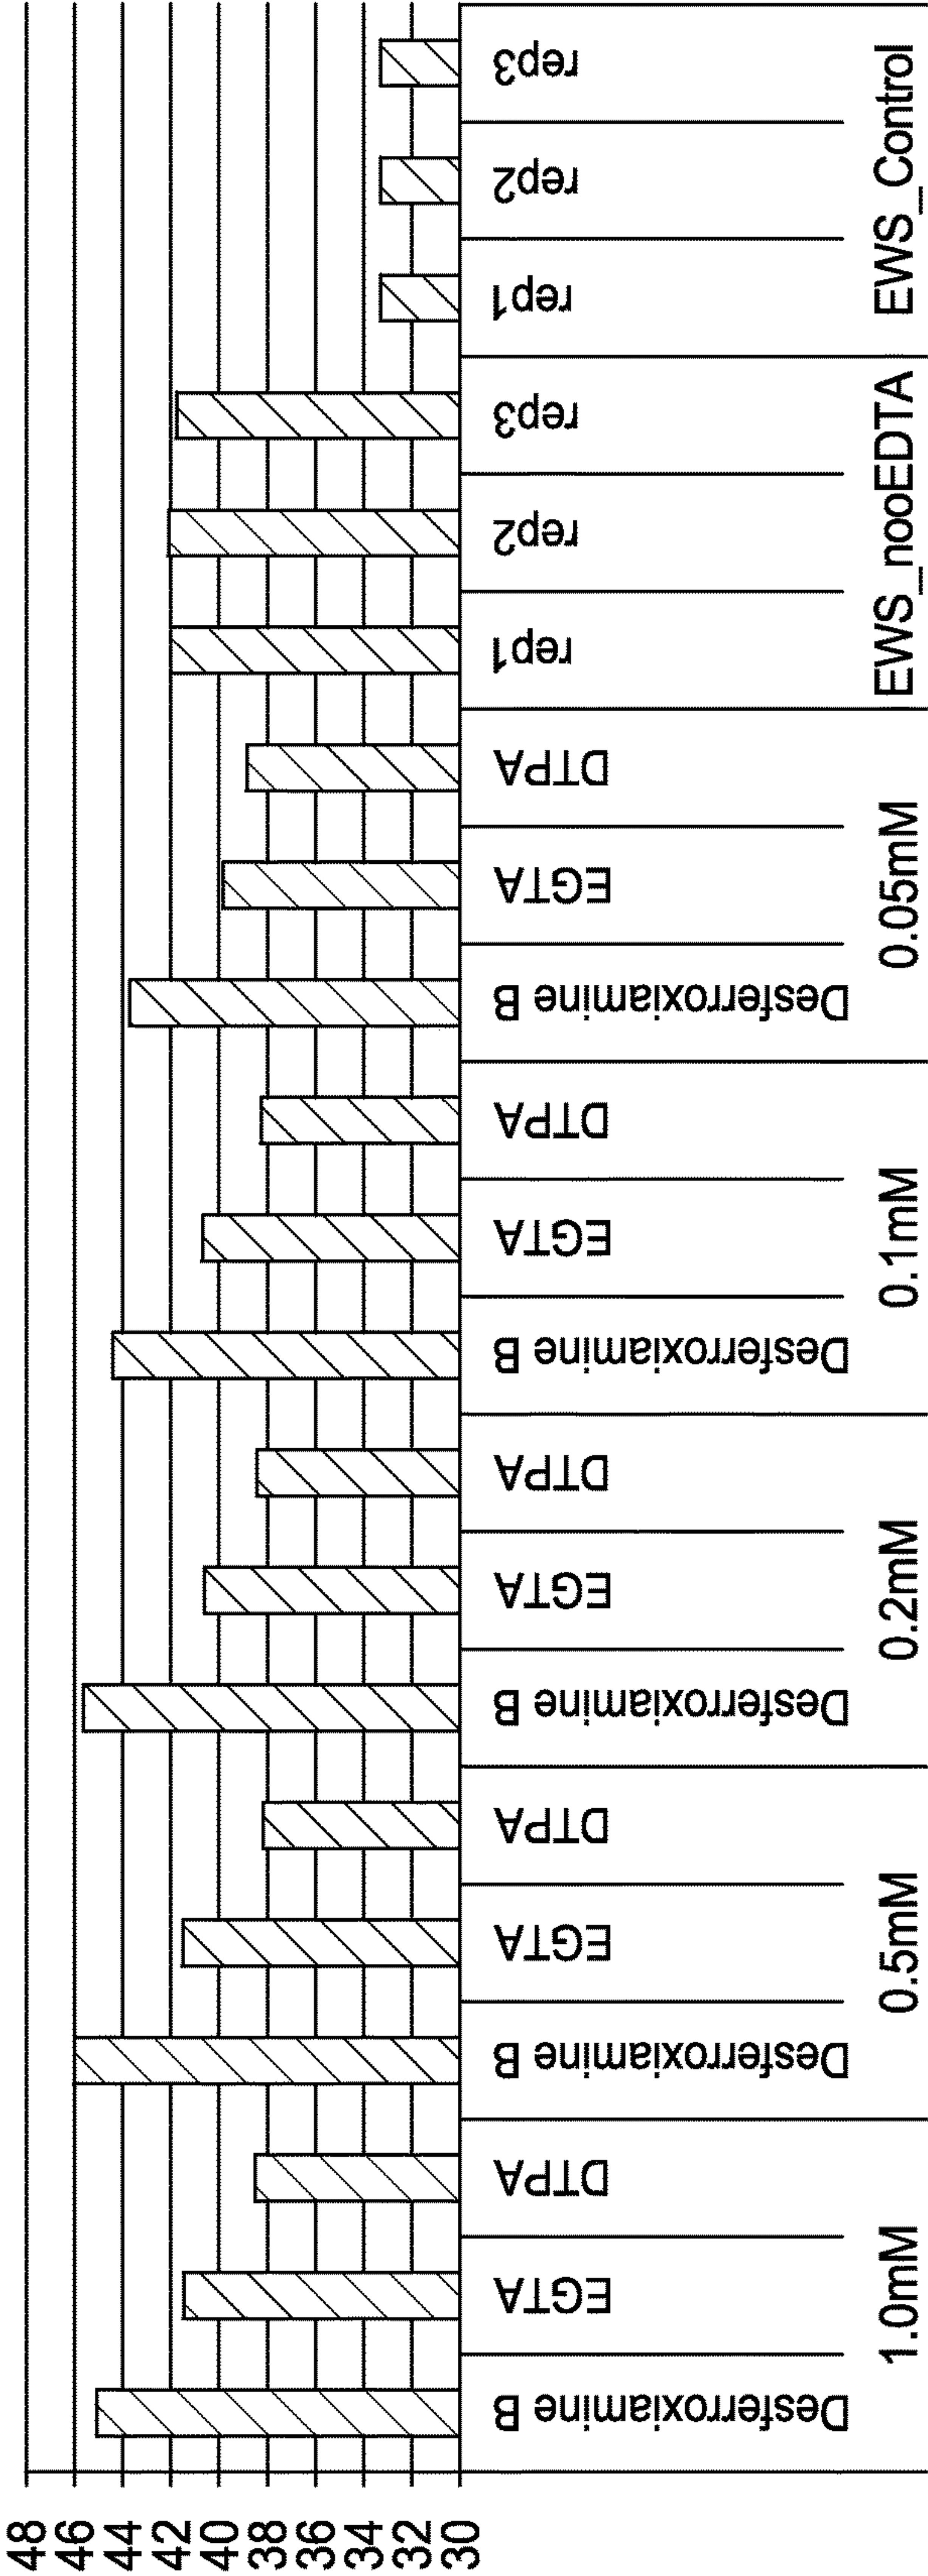 48
46
44
42
40
38
36
34
32
30
Desferroxiamine B
EGTA
DTPA
Desferroxiamine B
EGTA
DTPA
Desferroxiamine B
EGTA
DTPA
Desferroxiamine B
EGTA
DTPA
Desferroxiamine B
EGTA
DTPA
rep1
rep2
rep3
rep1
rep2
rep3
1.0mM
0.5mM
0.2mM
0.1mM
0.05mM
EWS_nooEDTA
EWS_Control